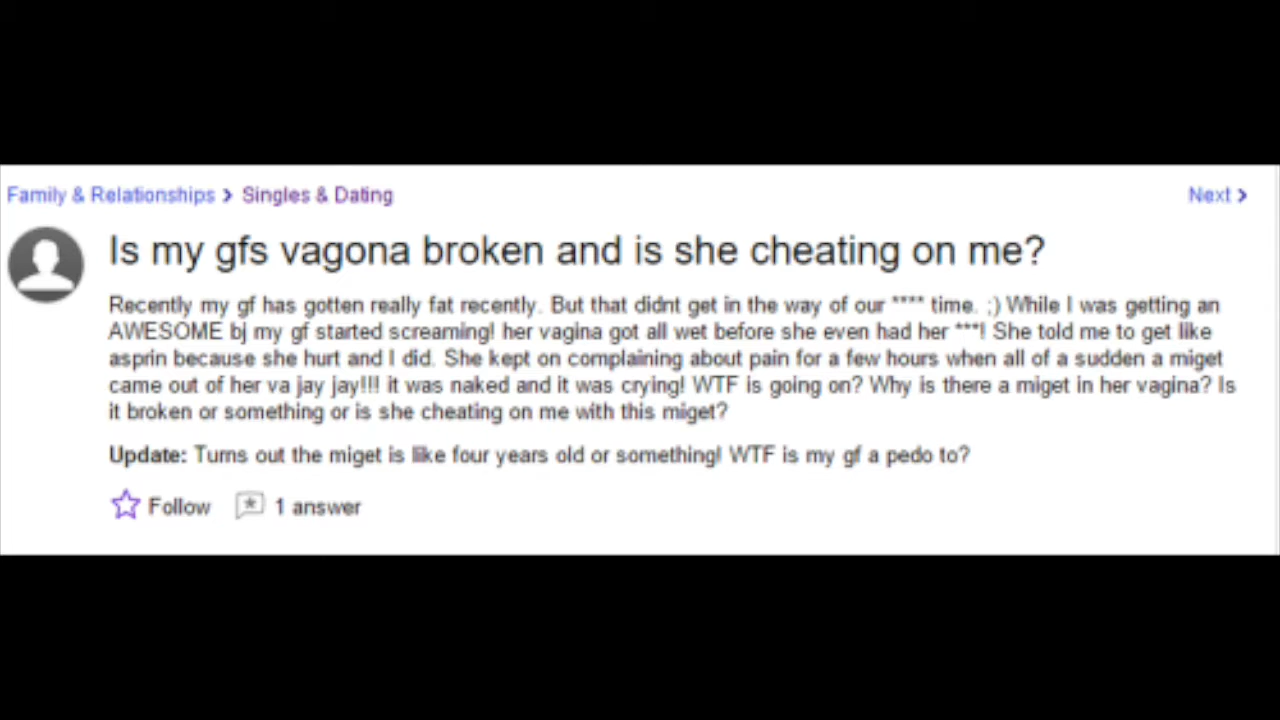 Family & Relationships > Singles & Dating
Next >
Is my gfs vagona broken and is she cheating on me?
Recently my gf has gotten really fat recently. But that didnt get in the way of our **** time. ;) While I was getting an
AWESOME bj my gf started screaming! her vagina got all wet before she even had her ***! She told me to get like
asprin because she hurt and I did. She kept on complaining about pain for a few hours when all of a sudden a miget
came out of her va jay jay!!! it was naked and it was crying! WTF is going on? Why is there a miget in her vagina? Is
it broken or something or is she cheating on me with this miget?
Update: Turns out the miget is like four years old or something! WTF is my gf a pedo to?
Follow 1 answer